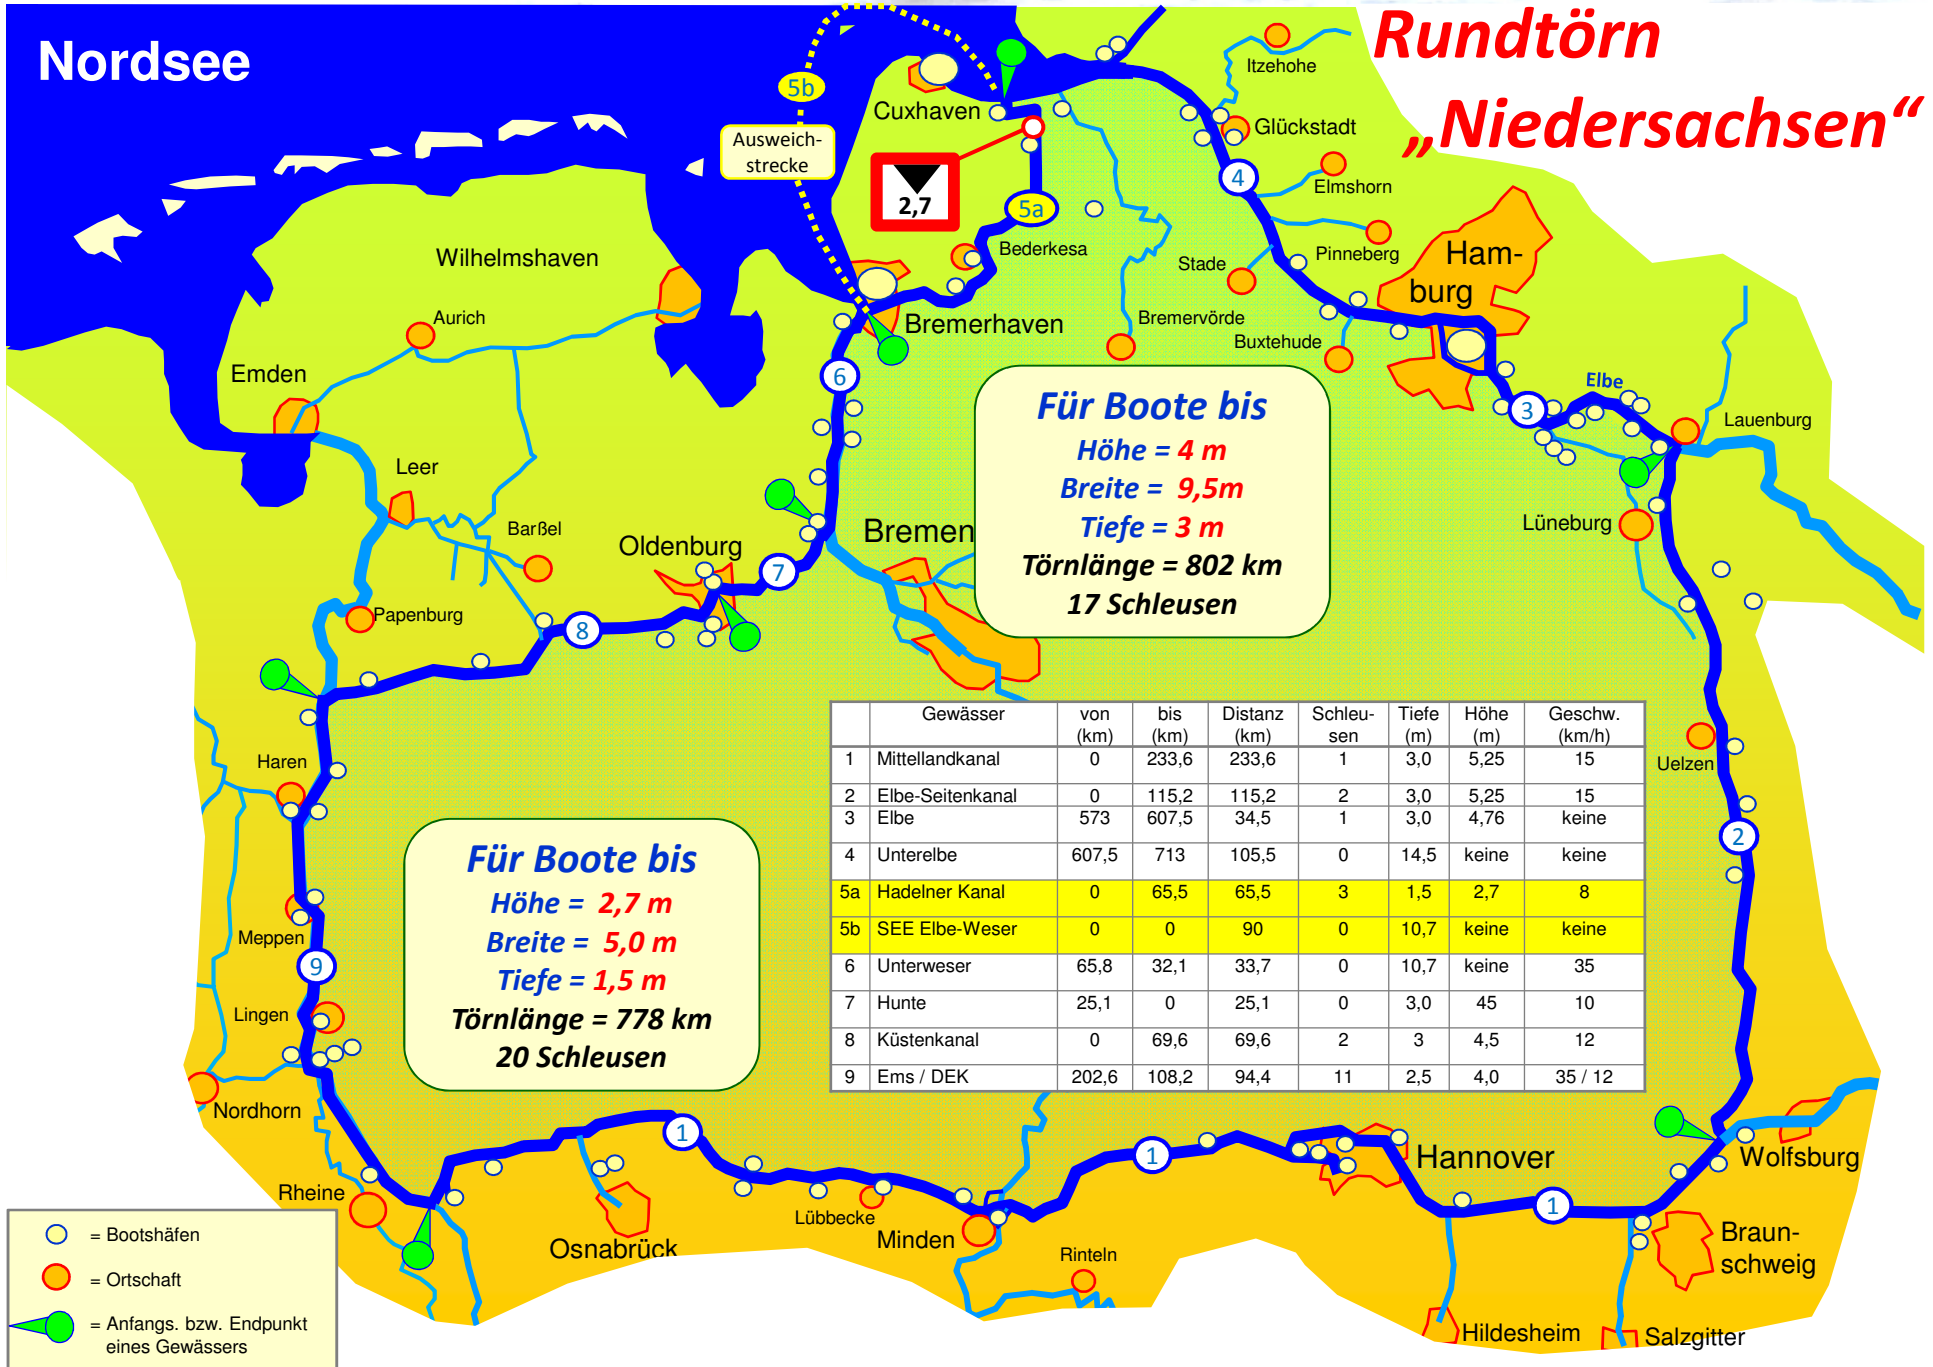 Rundtörn
„Niedersachsen“
Nordsee
5b
Ausweich-
strecke
Cuxhaven
2,7
5a
Bederkesa
Itzehohe
Glückstadt
4
Elmshorn
Pinneberg
Stade
Ham-
burg
Bremervörde
Buxtehude
Wilhelmshaven
Aurich
Emden
Bremerhaven
6
Elbe
3
Lauenburg
Leer
Barßel
Oldenburg
7
Bremen
Lüneburg
Papenburg
8
Für Boote bis
Höhe = 4 m
Breite = 9,5m
Tiefe = 3 m
Törnlänge = 802 km
17 Schleusen
Haren
Uelzen
2
Meppen
9
Lingen
Nordhorn
Für Boote bis
Höhe = 2,7 m
Breite = 5,0 m
Tiefe = 1,5 m
Törnlänge = 778 km
20 Schleusen
Gewässer von (km) bis (km) Distanz (km) Schleu-sen Tiefe (m) Höhe (m) Geschw. (km/h)
1 Mittellandkanal 0 233,6 233,6 1 3,0 5,25 15
2 Elbe-Seitenkanal 0 115,2 115,2 2 3,0 5,25 15
3 Elbe 573 607,5 34,5 1 3,0 4,76 keine
4 Unterelbe 607,5 713 105,5 0 14,5 keine keine
5a Hadelner Kanal 0 65,5 65,5 3 1,5 2,7 8
5b SEE Elbe-Weser 0 0 90 0 10,7 keine keine
6 Unterweser 65,8 32,1 33,7 0 10,7 keine 35
7 Hunte 25,1 0 25,1 0 3,0 45 10
8 Küstenkanal 0 69,6 69,6 2 3 4,5 12
9 Ems / DEK 202,6 108,2 94,4 11 2,5 4,0 35 / 12
1
1
1
Rheine
Osnabrück
Lübbecke
Minden
Rinteln
Hannover
Wolfsburg
Braun-
schweig
Hildesheim
Salzgitter
= Bootshäfen
= Ortschaft
= Anfangs. bzw. Endpunkt
eines Gewässers